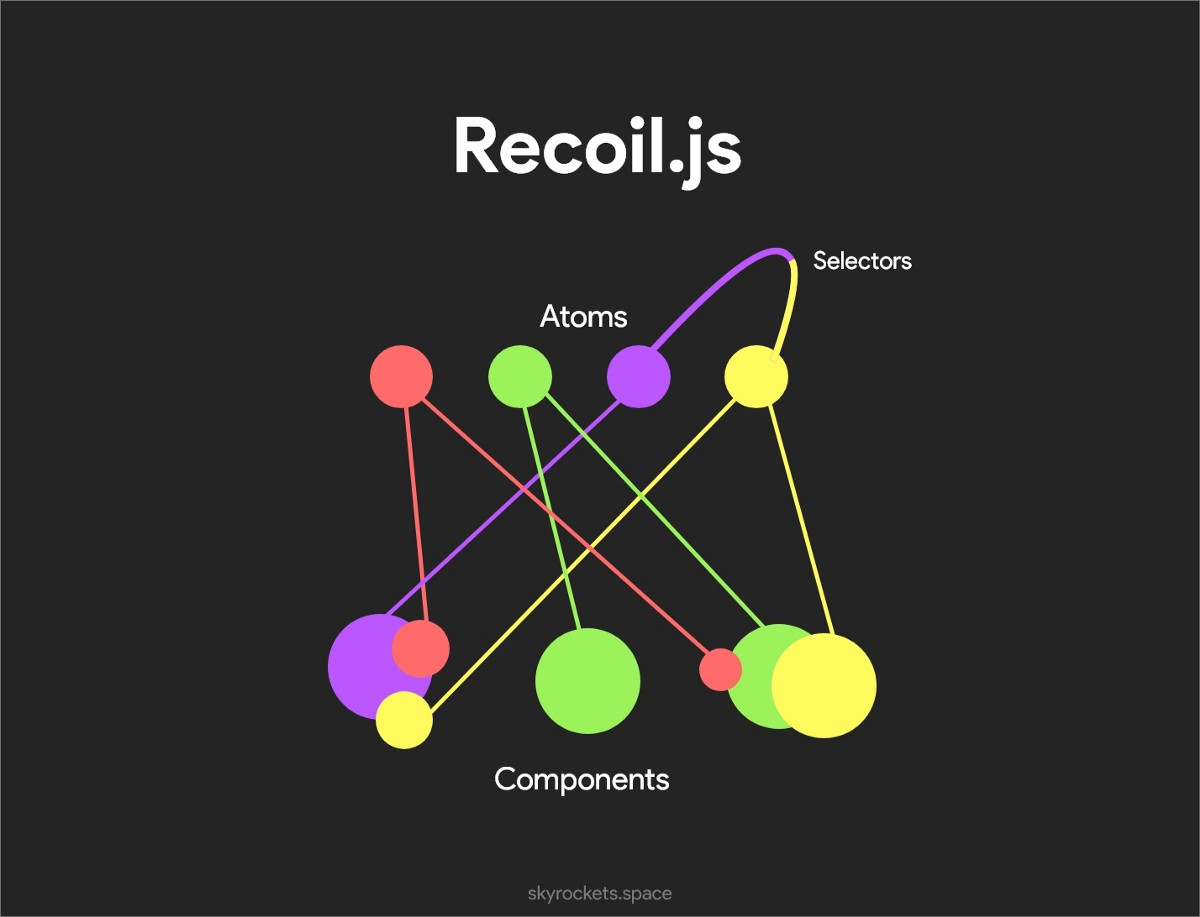 Recoil.js
Selectors
Atoms
Components
skyrockets.space